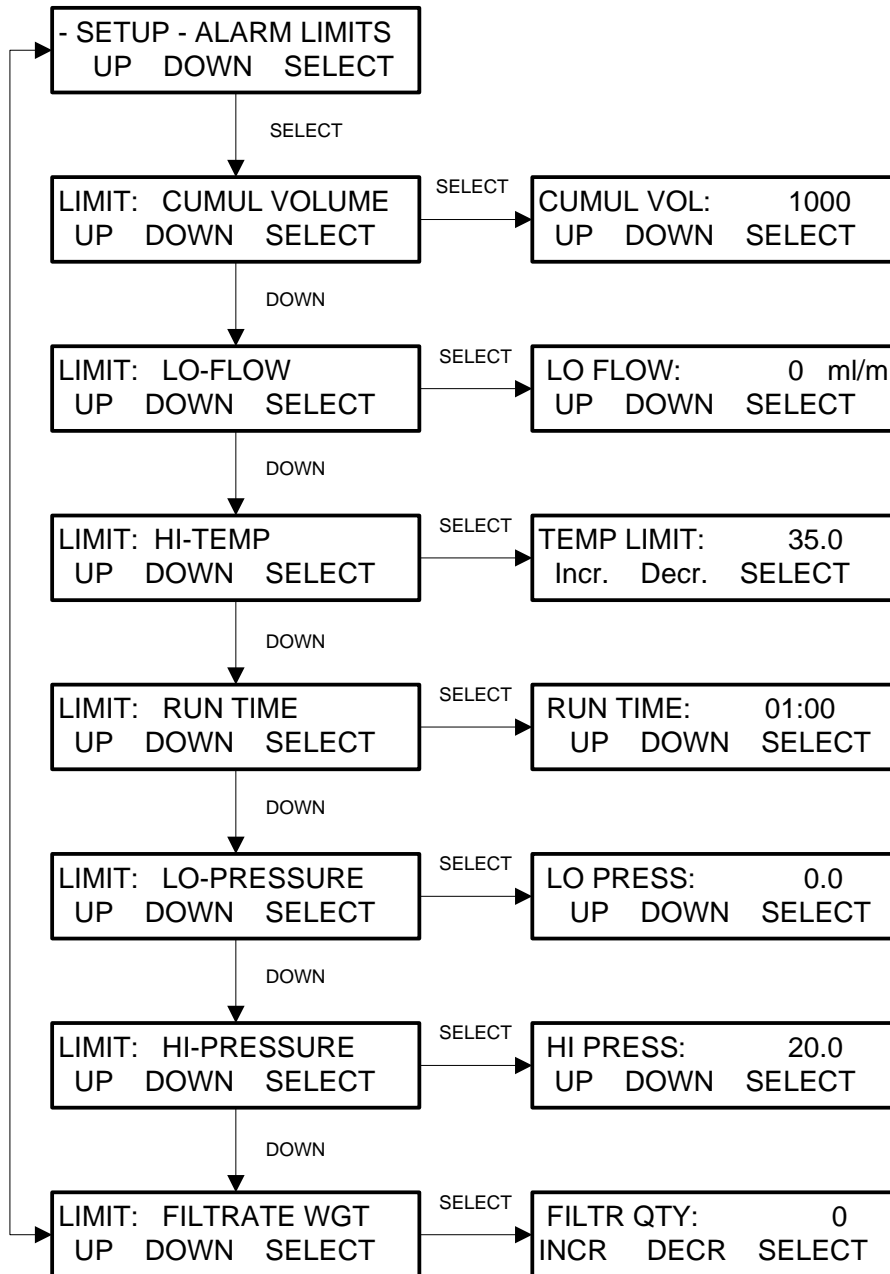 - SETUP - ALARM LIMITS
UP DOWN SELECT
SELECT
LIMIT: CUMUL VOLUME
UP DOWN SELECT
SELECT
CUMUL VOL: 1000
UP DOWN SELECT
DOWN
LIMIT: LO-FLOW
UP DOWN SELECT
SELECT
LO FLOW: 0 ml/m
UP DOWN SELECT
DOWN
LIMIT: HI-TEMP
UP DOWN SELECT
SELECT
TEMP LIMIT: 35.0
Incr. Decr. SELECT
DOWN
LIMIT: RUN TIME
UP DOWN SELECT
SELECT
RUN TIME: 01:00
UP DOWN SELECT
DOWN
LIMIT: LO-PRESSURE
UP DOWN SELECT
SELECT
LO PRESS: 0.0
UP DOWN SELECT
DOWN
LIMIT: HI-PRESSURE
UP DOWN SELECT
SELECT
HI PRESS: 20.0
UP DOWN SELECT
DOWN
LIMIT: FILTRATE WGT
UP DOWN SELECT
SELECT
FILTR QTY: 0
INCR DECR SELECT